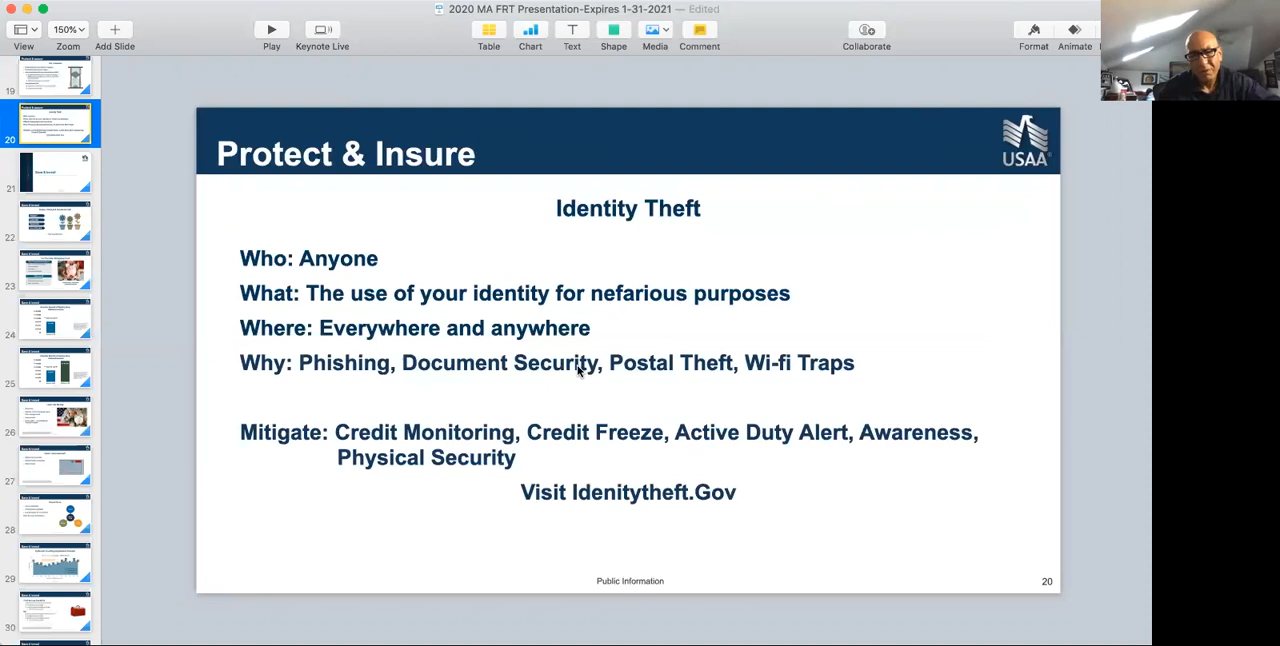 2020 MA FRT Presentation-Expires 1-31-2021 — Edited
150%
View
Zoom
Add Slide
Play
Keynote Live
Table
Chart
Text
Shape
Media
Comment
Collaborate
Format
Animate
19
20
21
22
23
24
25
26
27
28
29
30
Protect & Insure
USAA®
Identity Theft
Who: Anyone
What: The use of your identity for nefarious purposes
Where: Everywhere and anywhere
Why: Phishing, Document Security, Postal Theft, Wi-fi Traps
Mitigate: Credit Monitoring, Credit Freeze, Active Duty Alert, Awareness,
Physical Security
Visit Idenitytheft.Gov
Public Information
20